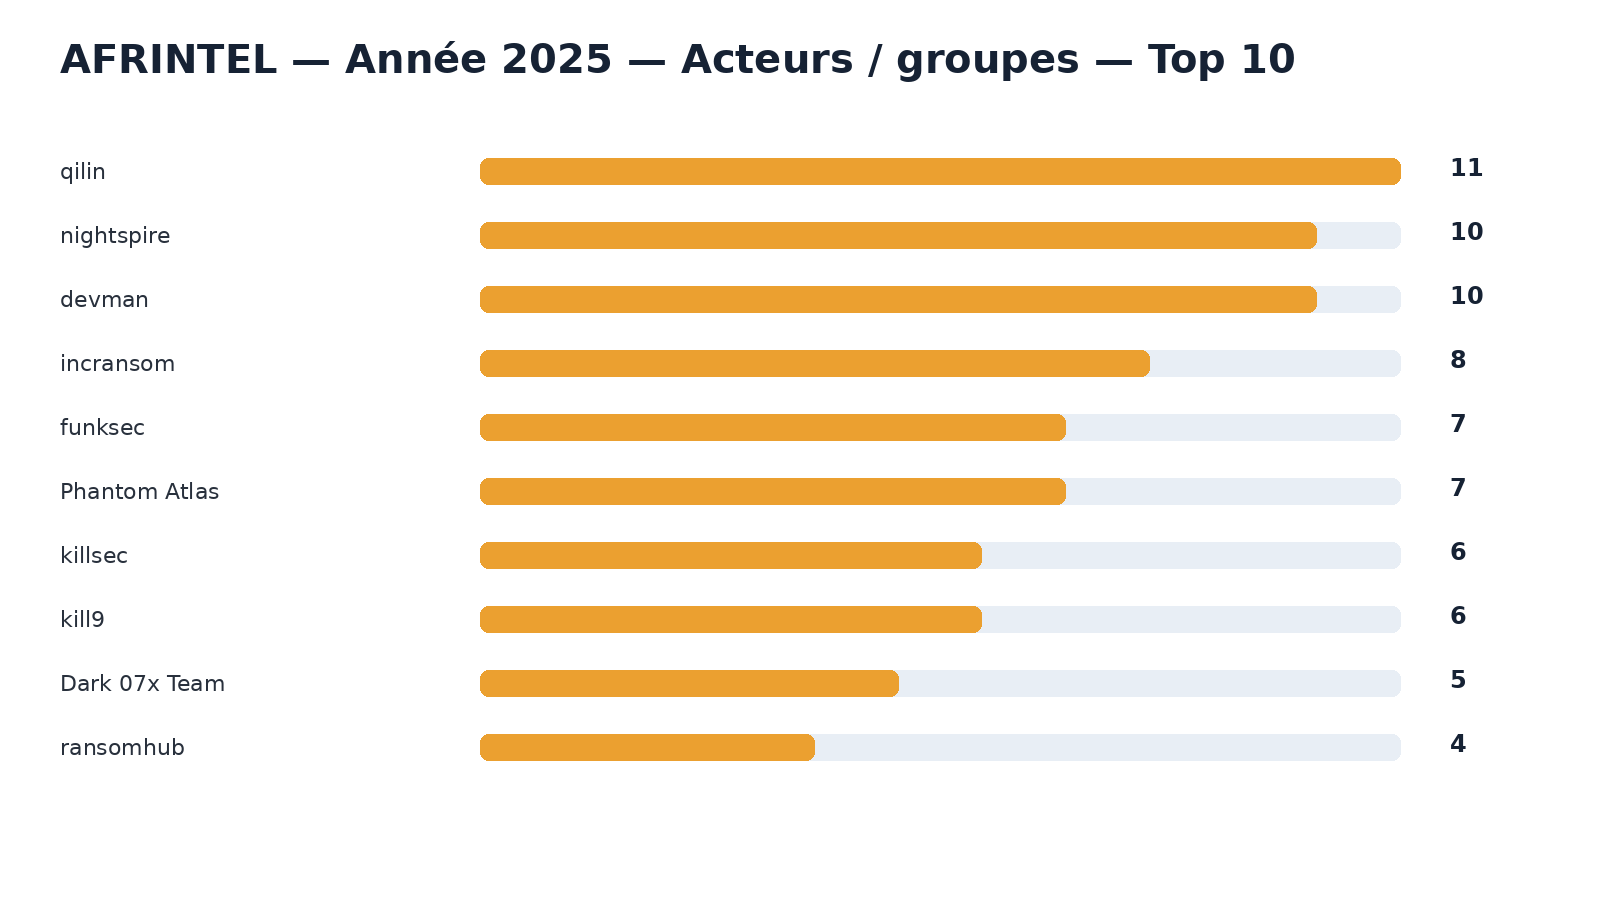 AFRINTEL — Année 2025 — Acteurs / groupes — Top 10
qilin 11
nightspire 10
devman 10
incransom 8
funksec 7
Phantom Atlas 7
killsec 6
kill9 6
Dark 07x Team 5
ransomhub 4